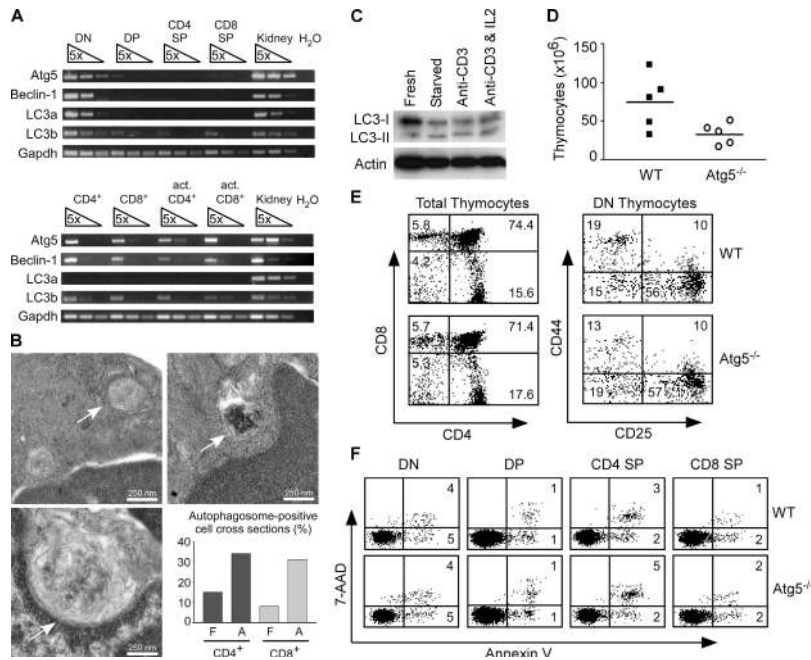 A
DN DP CD4 SP CD8 SP Kidney H2O
5x 5x 5x 5x 5x
Atg5
Beclin-1
LC3a
LC3b
Gapdh
CD4+ CD8+ act. CD4+ act. CD8+ Kidney H2O
5x 5x 5x 5x 5x
Atg5
Beclin-1
LC3a
LC3b
Gapdh
B
250 nm
250 nm
250 nm
Autophagosome-positive
cell cross sections (%)
40
30
20
10
0
F A F A
CD4+ CD8+
C
Fresh
Starved
Anti-CD3
Anti-CD3 & IL2
LC3-I
LC3-II
Actin
D
Thymocytes (x10⁶)
150
100
50
0
WT Atg5-/-
E
Total Thymocytes DN Thymocytes
5.8 74.4
4.2
15.6
19 10
15 56
WT
5.7 71.4
5.3
17.6
13 10
19 57
Atg5-/-
CD8
CD4
CD44
CD25
F
DN DP CD4 SP CD8 SP
4 1 3 1
5 1 2 2
WT
4 1 5 2
5 1 2 2
Atg5-/-
7-AAD
Annexin V